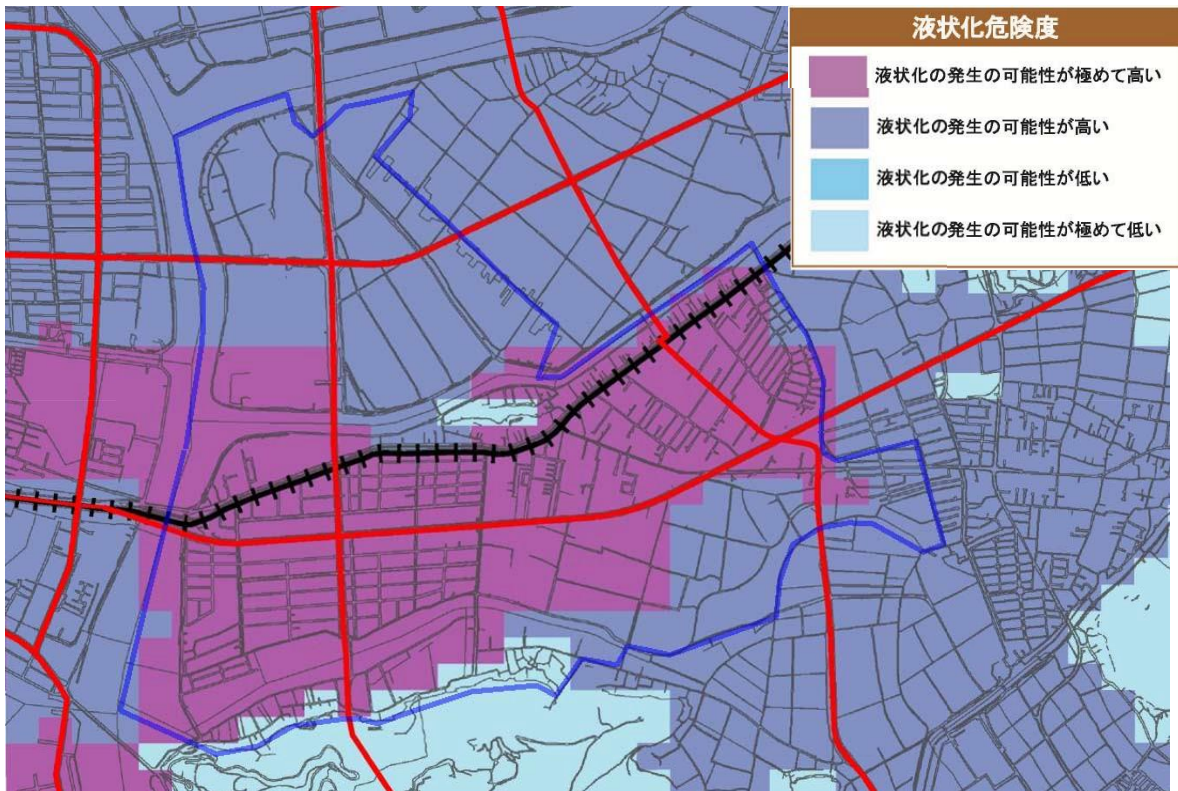 液状化危険度
液状化の発生の可能性が極めて高い
液状化の発生の可能性が高い
液状化の発生の可能性が低い
液状化の発生の可能性が極めて低い